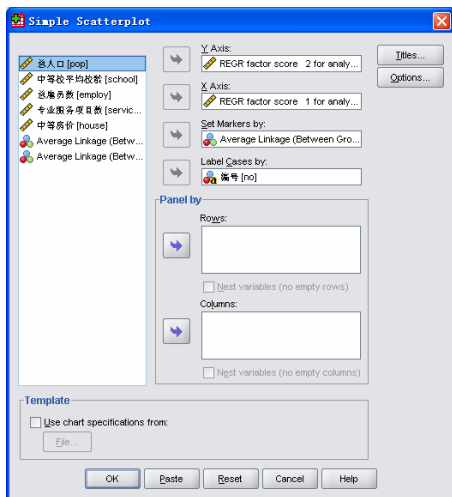 Simple Scatterplot
总人口 [pop]
中等校平均校龄 [school]
总雇员数 [employ]
专业服务项目数 [servic...
中等房价 [house]
Average Linkage (Betw...
Average Linkage (Betw...
Y Axis:
REGR factor score 2 for analy...
X Axis:
REGR factor score 1 for analy...
Set Markers by:
Average Linkage (Between Gro...
Label Cases by:
编号 [no]
Titles...
Options...
Panel by
Rows:
Nest variables (no empty rows)
Columns:
Nest variables (no empty columns)
Template
Use chart specifications from:
File...
OK
Paste
Reset
Cancel
Help